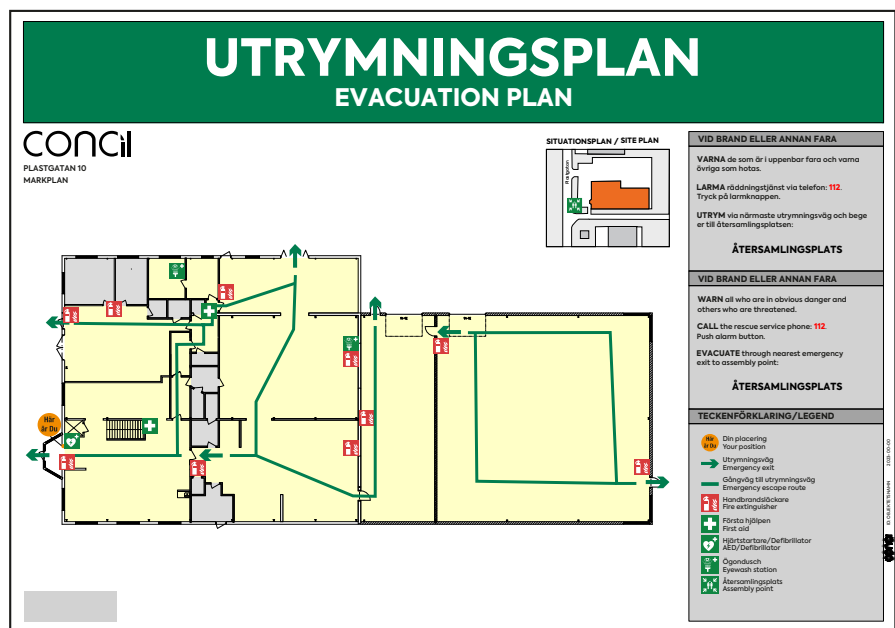 UTRYMNINGSPLAN
EVACUATION PLAN
CONCil
PLASTGATAN 10
MARKPLAN
SITUATIONSPLAN / SITE PLAN
Plastgatan
VID BRAND ELLER ANNAN FARA
VARNA de som är i uppenbar fara och varna
övriga som hotas.
LARMA räddningstjänst via telefon: 112.
Tryck på larmknappen.
UTRYM via närmaste utrymningsväg och bege
er till återsamlingsplatsen:
ÅTERSAMLINGSPLATS
VID BRAND ELLER ANNAN FARA
WARN all who are in obvious danger and
others who are threatened.
CALL the rescue service phone: 112.
Push alarm button.
EVACUATE through nearest emergency
exit to assembly point:
ÅTERSAMLINGSPLATS
TECKENFÖRKLARING/LEGEND
Här
är Du
Din placering
Your position
Utrymningsväg
Emergency exit
Gångväg till utrymningsväg
Emergency escape route
Handbrandsläckare
Fire extinguisher
Första hjälpen
First aid
Hjärtstartare/Defibrillator
AED/Defibrillator
Ögondusch
Eyewash station
Återsamlingsplats
Assembly point
Här
är Du